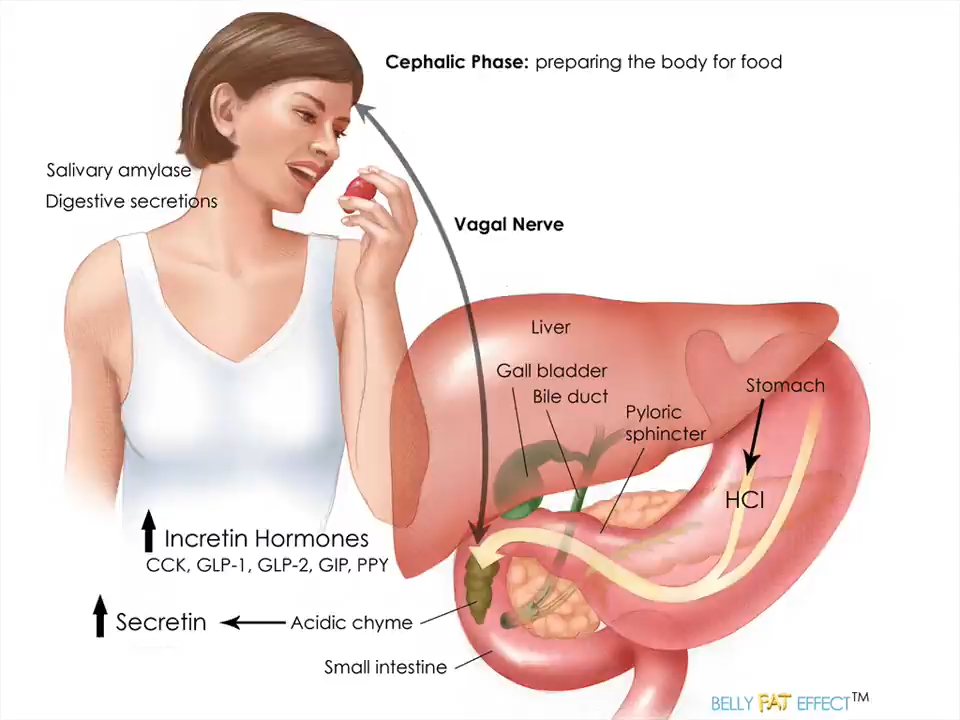 Cephalic Phase: preparing the body for food
Salivary amylase
Digestive secretions
Vagal Nerve
Liver
Gall bladder
Bile duct
Pyloric
sphincter
Stomach
HCl
Incretin Hormones
CCK, GLP-1, GLP-2, GIP, PPY
Secretin
Acidic chyme
Small intestine
BELLY FAT EFFECT™